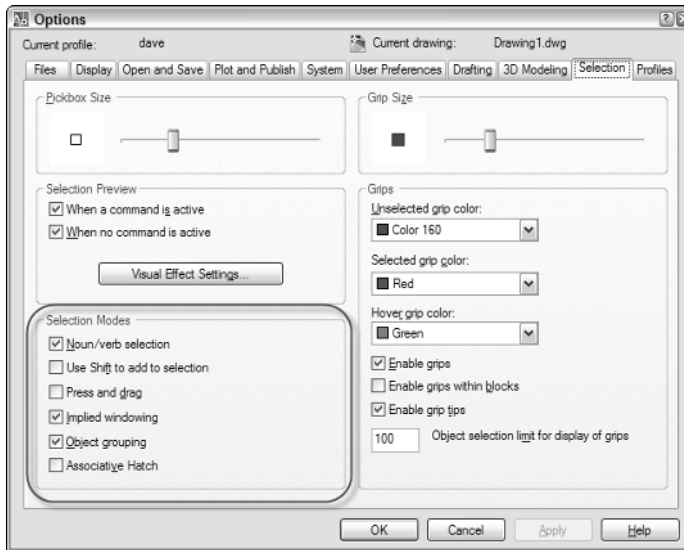 Options
Current profile: dave Current drawing: Drawing1.dwg
Files Display Open and Save Plot and Publish System User Preferences Drafting 3D Modeling Selection Profiles
Pickbox Size
Grip Size
Selection Preview
When a command is active
When no command is active
Visual Effect Settings...
Selection Modes
Noun/verb selection
Use Shift to add to selection
Press and drag
Implied windowing
Object grouping
Associative Hatch
Grips
Unselected grip color:
Color 160
Selected grip color:
Red
Hover grip color:
Green
Enable grips
Enable grips within blocks
Enable grip tips
100 Object selection limit for display of grips
OK Cancel Apply Help